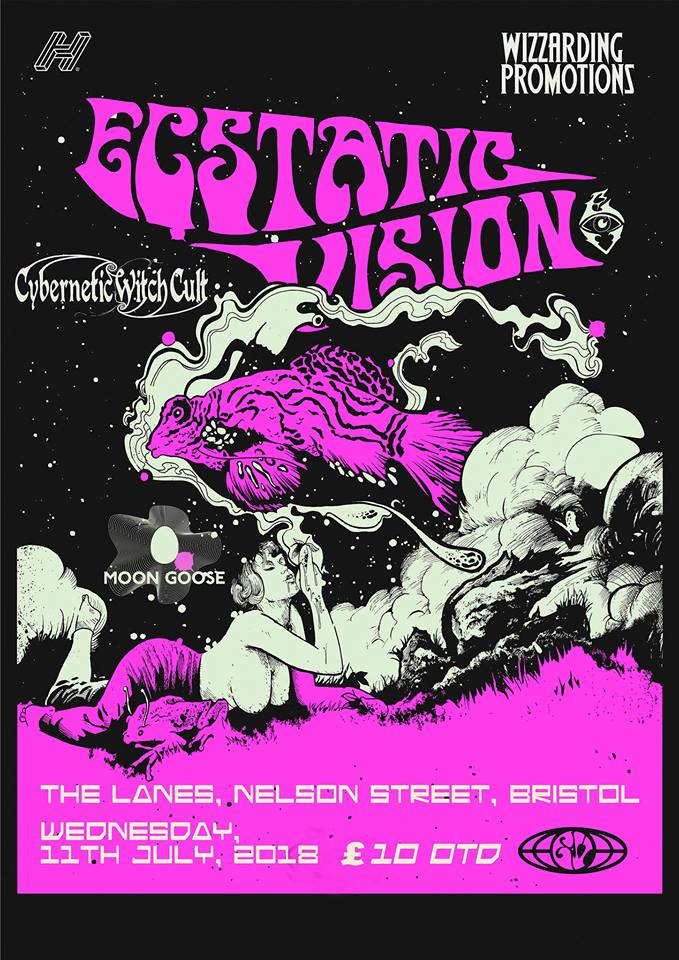 WIZZARDING
PROMOTIONS
ECSTATIC
VISION
Cybernetic Witch Cult
MOON GOOSE
THE LANES, NELSON STREET, BRISTOL
WEDNESDAY,
11TH JULY, 2018 £10 OTD